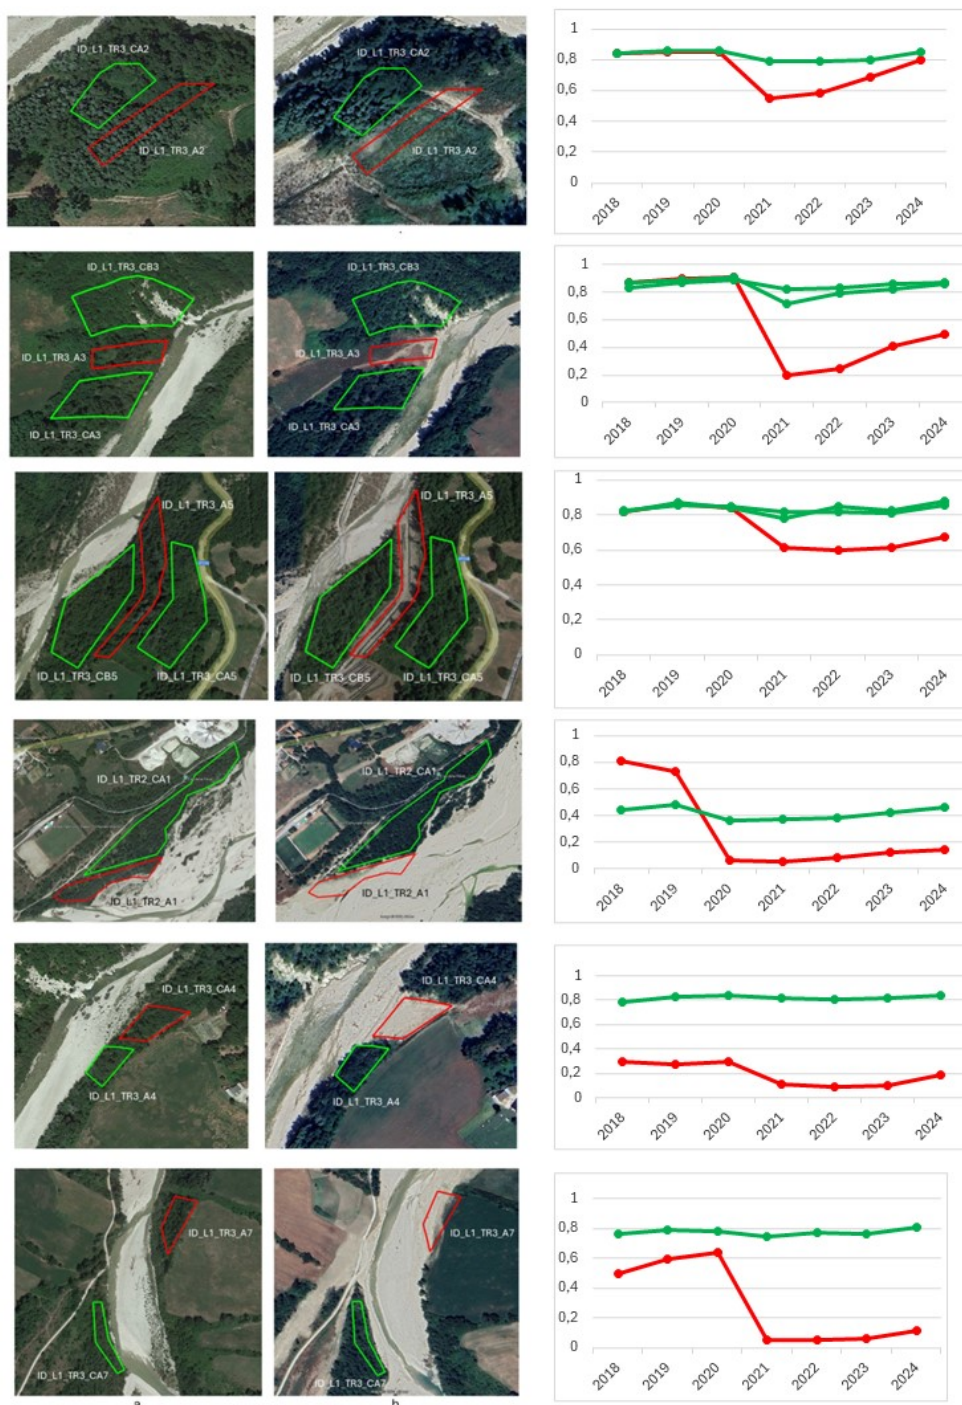 ID_L1_TR3_CA2
ID_L1_TR3_A2
ID_L1_TR3_CA2
ID_L1_TR3_A2
1
0,8
0,6
0,4
0,2
0
2018 2019 2020 2021 2022 2023 2024
ID_L1_TR3_CB3
ID_L1_TR3_A3
ID_L1_TR3_CA3
ID_L1_TR3_CB3
ID_L1_TR3_A3
ID_L1_TR3_CA3
1
0,8
0,6
0,4
0,2
0
2018 2019 2020 2021 2022 2023 2024
ID_L1_TR3_A5
ID_L1_TR3_CB5
ID_L1_TR3_CA5
ID_L1_TR3_A5
ID_L1_TR3_CB5
ID_L1_TR3_CA5
1
0,8
0,6
0,4
0,2
0
2018 2019 2020 2021 2022 2023 2024
ID_L1_TR2_CA1
ID_L1_TR2_A1
ID_L1_TR2_CA1
ID_L1_TR2_A1
1
0,8
0,6
0,4
0,2
0
2018 2019 2020 2021 2022 2023 2024
ID_L1_TR3_CA4
ID_L1_TR3_A4
ID_L1_TR3_CA4
ID_L1_TR3_A4
1
0,8
0,6
0,4
0,2
0
2018 2019 2020 2021 2022 2023 2024
ID_L1_TR3_A7
ID_L1_TR3_CA7
ID_L1_TR3_A7
ID_L1_TR3_CA7
1
0,8
0,6
0,4
0,2
0
2018 2019 2020 2021 2022 2023 2024
a
b